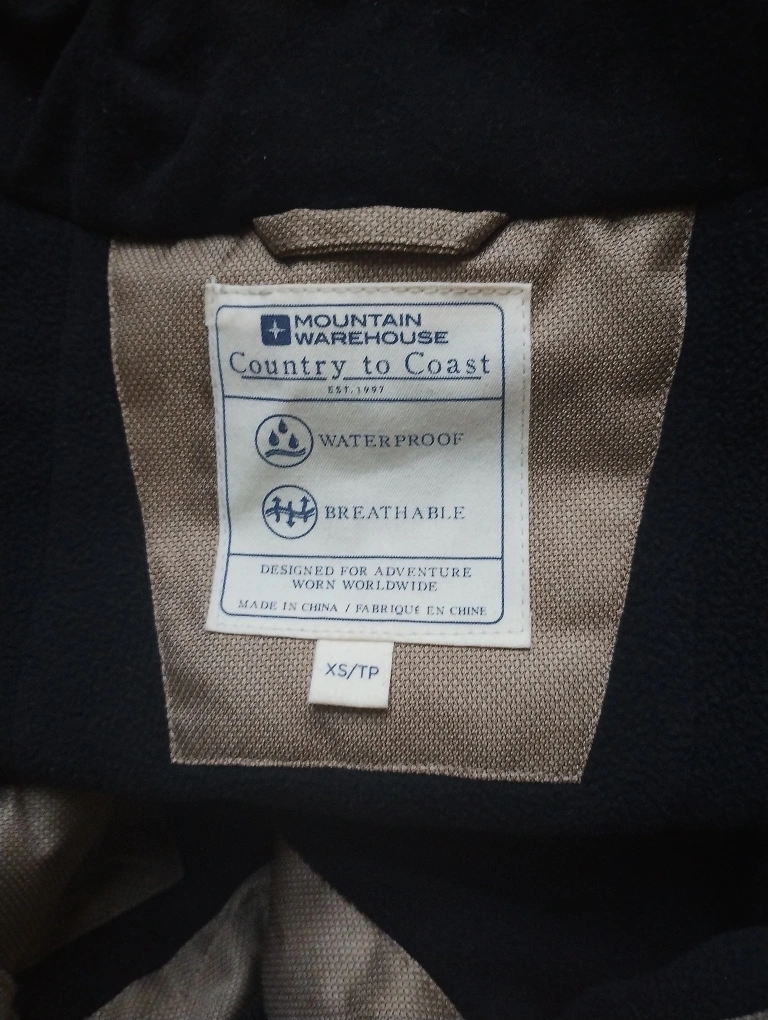 MOUNTAIN
WAREHOUSE
Country to Coast
EST. 1997
WATERPROOF
BREATHABLE
DESIGNED FOR ADVENTURE
WORN WORLDWIDE
MADE IN CHINA / FABRIQUÉ EN CHINE
XS/TP